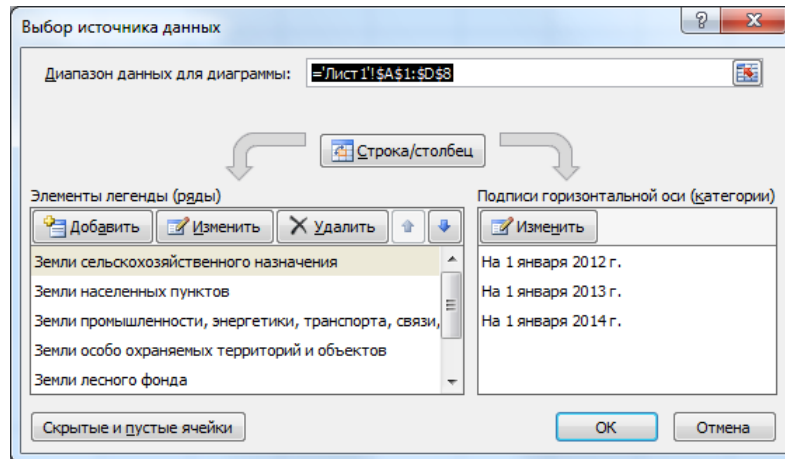 Выбор источника данных
Диапазон данных для диаграммы: ='Лист1'!$A$1:$D$8
Строка/столбец
Элементы легенды (ряды)
Добавить Изменить Удалить
Земли сельскохозяйственного назначения
Земли населенных пунктов
Земли промышленности, энергетики, транспорта, связи,
Земли особо охраняемых территорий и объектов
Земли лесного фонда
Подписи горизонтальной оси (категории)
Изменить
На 1 января 2012 г.
На 1 января 2013 г.
На 1 января 2014 г.
Скрытые и пустые ячейки
ОК Отмена